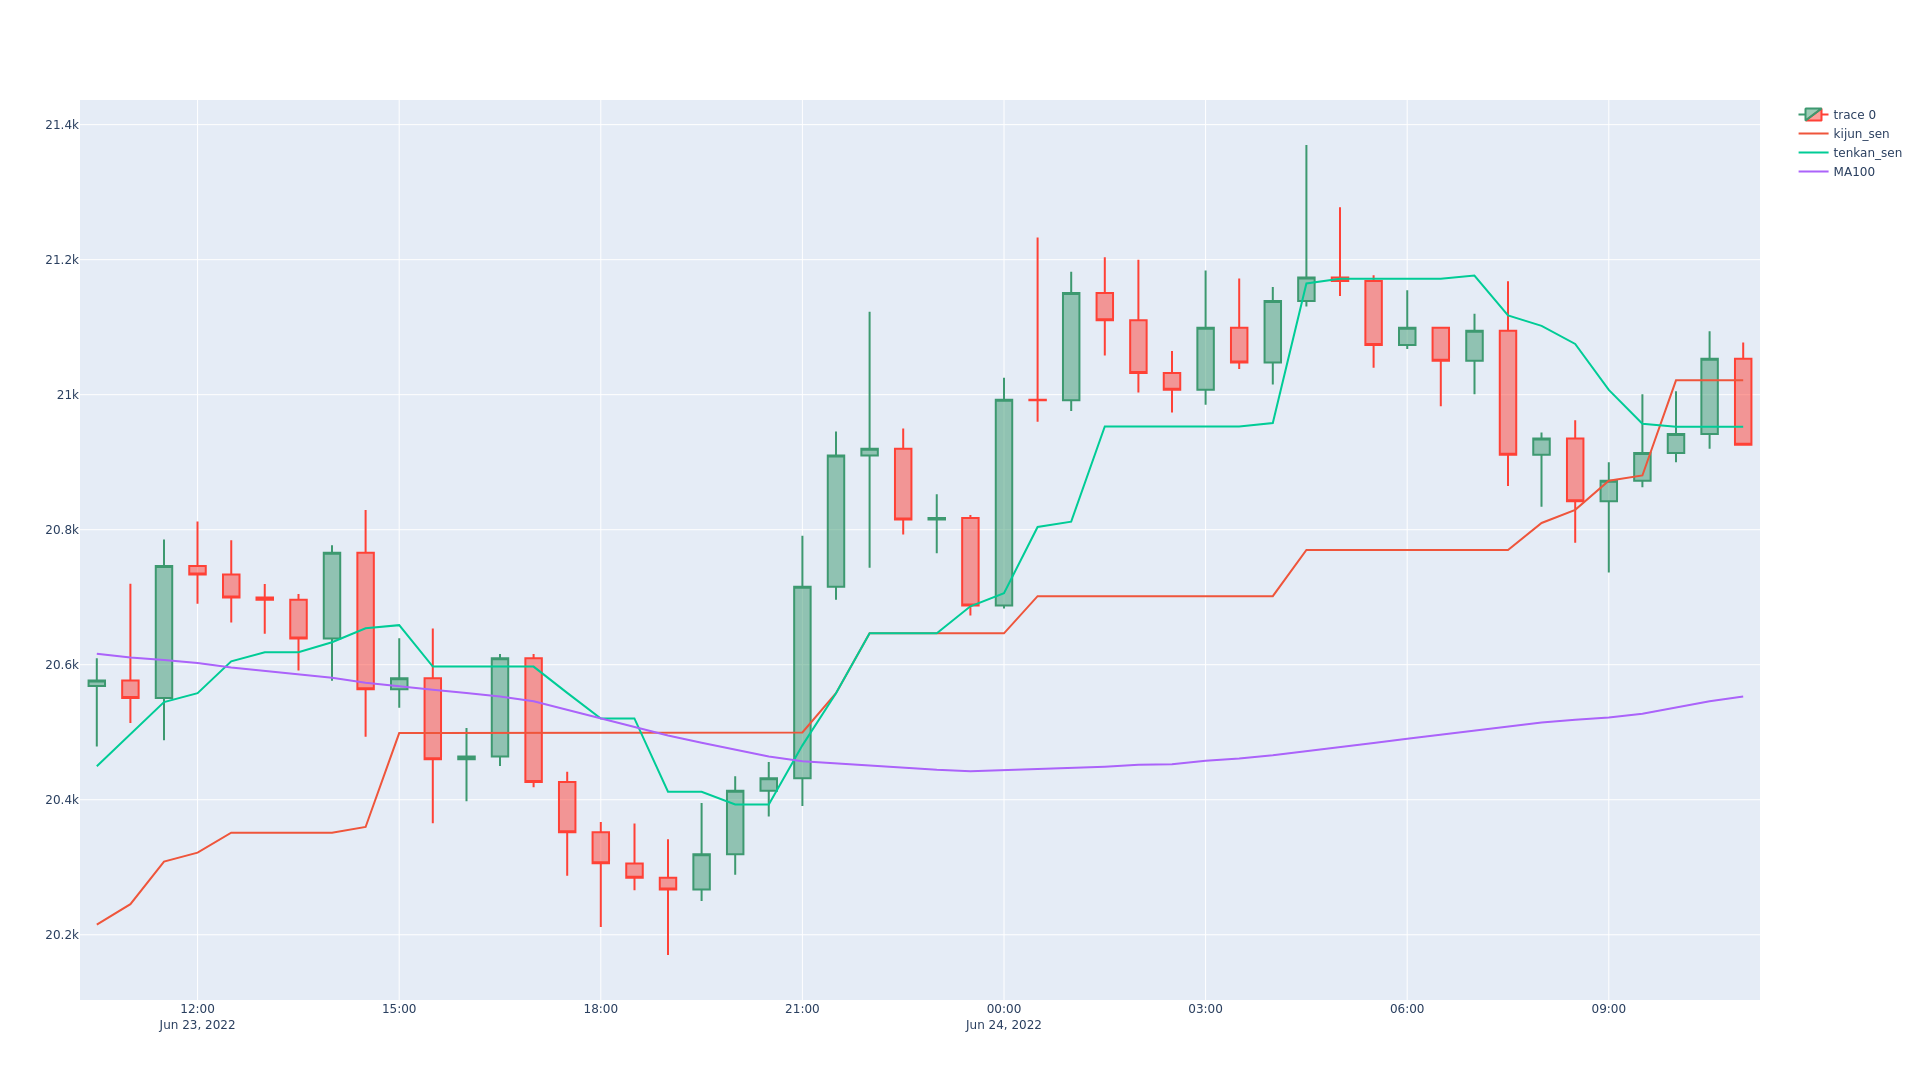 21.4k
21.2k
21k
20.8k
20.6k
20.4k
20.2k
12:00
Jun 23, 2022
15:00
18:00
21:00
00:00
Jun 24, 2022
03:00
06:00
09:00
trace 0
kijun_sen
tenkan_sen
MA100